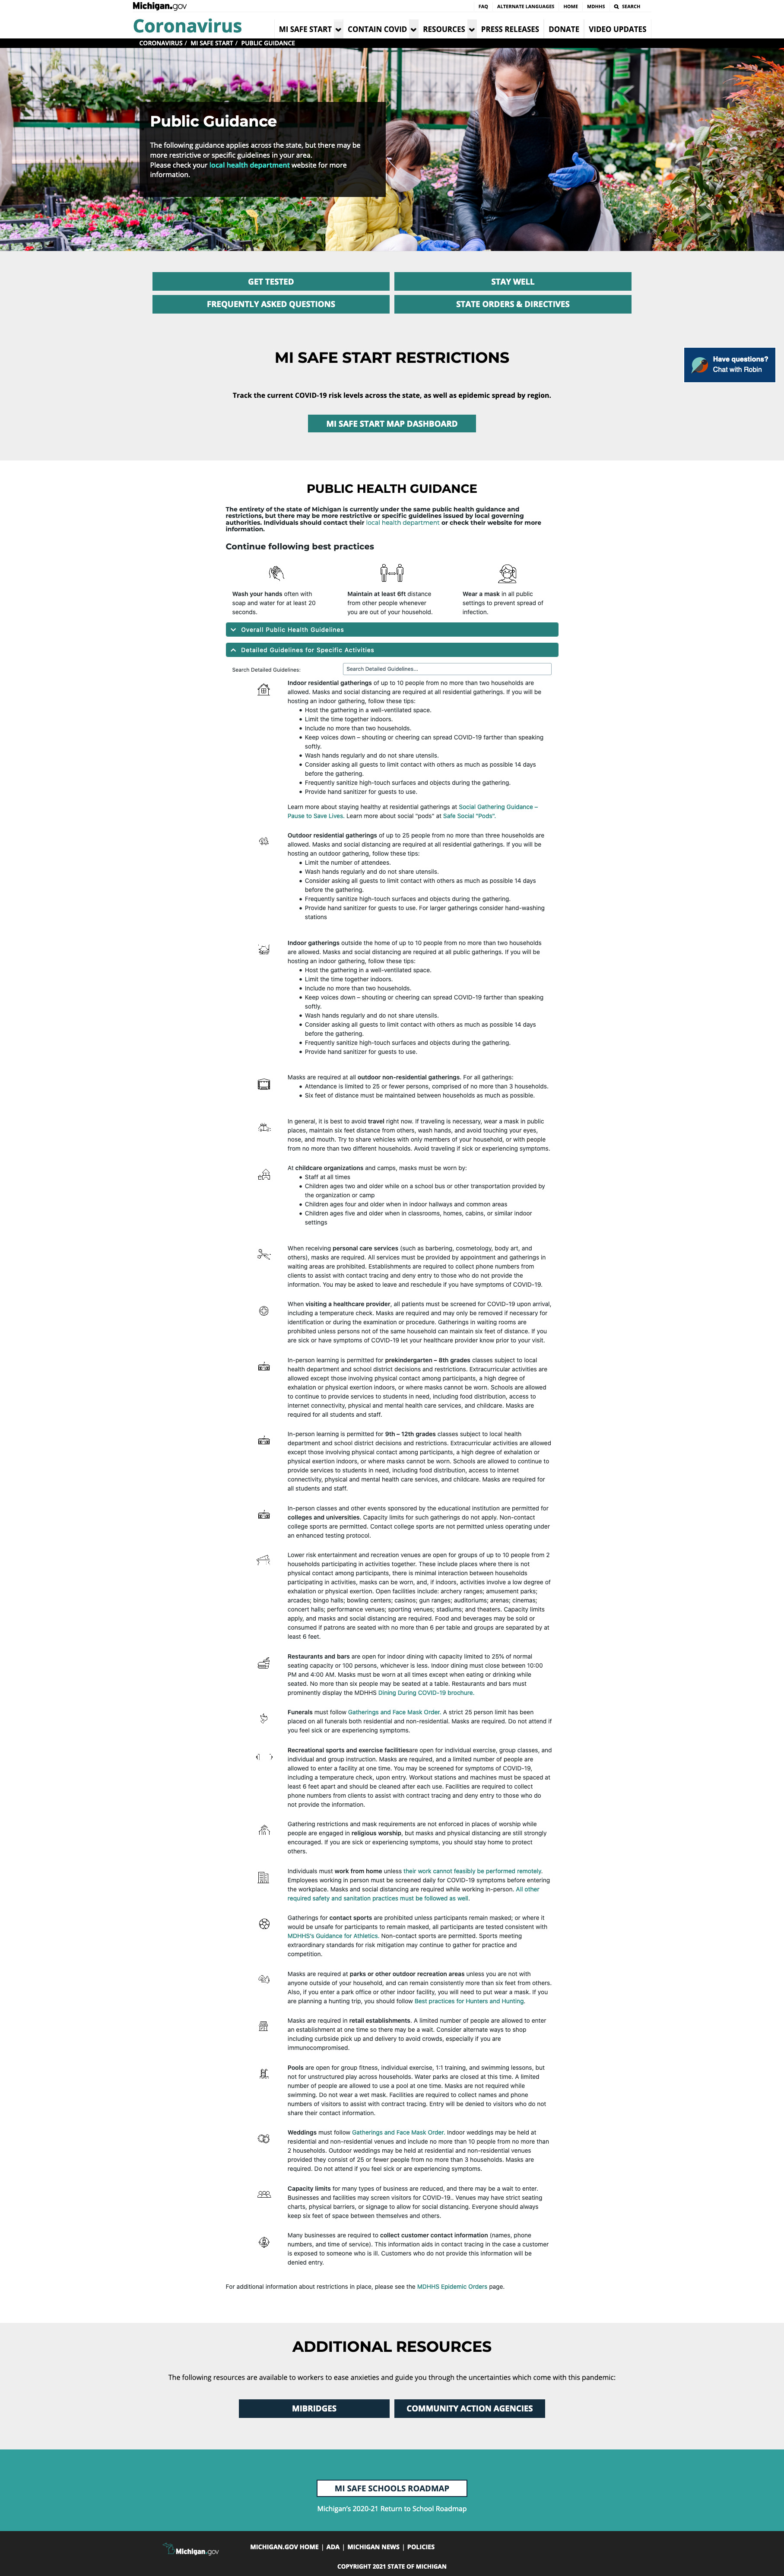 Michigan.gov
FAQ ALTERNATE LANGUAGES HOME MDHHS SEARCH
Coronavirus
MI SAFE START CONTAIN COVID RESOURCES PRESS RELEASES DONATE VIDEO UPDATES
CORONAVIRUS / MI SAFE START / PUBLIC GUIDANCE
Public Guidance
The following guidance applies across the state, but there may be
more restrictive or specific guidelines in your area.
Please check your local health department website for more
information.
GET TESTED
STAY WELL
FREQUENTLY ASKED QUESTIONS
STATE ORDERS & DIRECTIVES
MI SAFE START RESTRICTIONS
Have questions?
Chat with Robin
Track the current COVID-19 risk levels across the state, as well as epidemic spread by region.
MI SAFE START MAP DASHBOARD
PUBLIC HEALTH GUIDANCE
The entirety of the state of Michigan is currently under the same public health guidance and
restrictions, but there may be more restrictive or specific guidelines issued by local governing
authorities. Individuals should contact their local health department or check their website for more
information.
Continue following best practices
Wash your hands often with
soap and water for at least 20
seconds.
Maintain at least 6ft distance
from other people whenever
you are out of your household.
Wear a mask in all public
settings to prevent spread of
infection.
Overall Public Health Guidelines
Detailed Guidelines for Specific Activities
Search Detailed Guidelines:
Search Detailed Guidelines...
Indoor residential gatherings of up to 10 people from no more than two households are
allowed. Masks and social distancing are required at all residential gatherings. If you will be
hosting an indoor gathering, follow these tips:
• Host the gathering in a well-ventilated space.
• Limit the time together indoors.
• Include no more than two households.
• Keep voices down – shouting or cheering can spread COVID-19 farther than speaking
softly.
• Wash hands regularly and do not share utensils.
• Consider asking all guests to limit contact with others as much as possible 14 days
before the gathering.
• Frequently sanitize high-touch surfaces and objects during the gathering.
• Provide hand sanitizer for guests to use.
Learn more about staying healthy at residential gatherings at Social Gathering Guidance –
Pause to Save Lives. Learn more about social "pods" at Safe Social "Pods".
Outdoor residential gatherings of up to 25 people from no more than three households are
allowed. Masks and social distancing are required at all residential gatherings. If you will be
hosting an outdoor gathering, follow these tips:
• Limit the number of attendees.
• Wash hands regularly and do not share utensils.
• Consider asking all guests to limit contact with others as much as possible 14 days
before the gathering.
• Frequently sanitize high-touch surfaces and objects during the gathering.
• Provide hand sanitizer for guests to use. For larger gatherings consider hand-washing
stations
Indoor gatherings outside the home of up to 10 people from no more than two households
are allowed. Masks and social distancing are required at all public gatherings. If you will be
hosting an indoor gathering, follow these tips:
• Host the gathering in a well-ventilated space.
• Limit the time together indoors.
• Include no more than two households.
• Keep voices down – shouting or cheering can spread COVID-19 farther than speaking
softly.
• Wash hands regularly and do not share utensils.
• Consider asking all guests to limit contact with others as much as possible 14 days
before the gathering.
• Frequently sanitize high-touch surfaces and objects during the gathering.
• Provide hand sanitizer for guests to use.
Masks are required at all outdoor non-residential gatherings. For all gatherings:
• Attendance is limited to 25 or fewer persons, comprised of no more than 3 households.
• Six feet of distance must be maintained between households as much as possible.
In general, it is best to avoid travel right now. If traveling is necessary, wear a mask in public
places, maintain six feet distance from others, wash hands, and avoid touching your eyes,
nose, and mouth. Try to share vehicles with only members of your household, or with people
from no more than two different households. Avoid traveling if sick or experiencing symptoms.
At childcare organizations and camps, masks must be worn by:
• Staff at all times
• Children ages two and older while on a school bus or other transportation provided by
the organization or camp
• Children ages four and older when in indoor hallways and common areas
• Children ages five and older when in classrooms, homes, cabins, or similar indoor
settings
When receiving personal care services (such as barbering, cosmetology, body art, and
others), masks are required. All services must be provided by appointment and gatherings in
waiting areas are prohibited. Establishments are required to collect phone numbers from
clients to assist with contact tracing and deny entry to those who do not provide the
information. You may be asked to leave and reschedule if you have symptoms of COVID-19.
When visiting a healthcare provider, all patients must be screened for COVID-19 upon arrival,
including a temperature check. Masks are required and may only be removed if necessary for
identification or during the examination or procedure. Gatherings in waiting rooms are
prohibited unless persons not of the same household can maintain six feet of distance. If you
are sick or have symptoms of COVID-19 let your healthcare provider know prior to your visit.
In-person learning is permitted for prekindergarten – 8th grades classes subject to local
health department and school district decisions and restrictions. Extracurricular activities are
allowed except those involving physical contact among participants, a high degree of
exhalation or physical exertion indoors, or where masks cannot be worn. Schools are allowed
to continue to provide services to students in need, including food distribution, access to
internet connectivity, physical and mental health care services, and childcare. Masks are
required for all students and staff.
In-person learning is permitted for 9th – 12th grades classes subject to local health
department and school district decisions and restrictions. Extracurricular activities are allowed
except those involving physical contact among participants, a high degree of exhalation or
physical exertion indoors, or where masks cannot be worn. Schools are allowed to continue to
provide services to students in need, including food distribution, access to internet
connectivity, physical and mental health care services, and childcare. Masks are required for
all students and staff.
In-person classes and other events sponsored by the educational institution are permitted for
colleges and universities. Capacity limits for such gatherings do not apply. Non-contact
college sports are permitted. Contact college sports are not permitted unless operating under
an enhanced testing protocol.
Lower risk entertainment and recreation venues are open for groups of up to 10 people from 2
households participating in activities together. These include places where there is not
physical contact among participants, there is minimal interaction between households
participating in activities, masks can be worn, and, if indoors, activities involve a low degree of
exhalation or physical exertion. Open facilities include: archery ranges; amusement parks;
arcades; bingo halls; bowling centers; casinos; gun ranges; auditoriums; arenas; cinemas;
concert halls; performance venues; sporting venues; stadiums; and theaters. Capacity limits
apply, and masks and social distancing are required. Food and beverages may be sold or
consumed if patrons are seated with no more than 6 per table and groups are separated by at
least 6 feet.
Restaurants and bars are open for indoor dining with capacity limited to 25% of normal
seating capacity or 100 persons, whichever is less. Indoor dining must close between 10:00
PM and 4:00 AM. Masks must be worn at all times except when eating or drinking while
seated. No more than six people may be seated at a table. Restaurants and bars must
prominently display the MDHHS Dining During COVID-19 brochure.
Funerals must follow Gatherings and Face Mask Order. A strict 25 person limit has been
placed on all funerals both residential and non-residential. Masks are required. Do not attend if
you feel sick or are experiencing symptoms.
Recreational sports and exercise facilitiesare open for individual exercise, group classes, and
individual and group instruction. Masks are required, and a limited number of people are
allowed to enter a facility at one time. You may be screened for symptoms of COVID-19,
including a temperature check, upon entry. Workout stations and machines must be spaced at
least 6 feet apart and should be cleaned after each use. Facilities are required to collect
phone numbers from clients to assist with contract tracing and deny entry to those who do
not provide the information.
Gathering restrictions and mask requirements are not enforced in places of worship while
people are engaged in religious worship, but masks and physical distancing are still strongly
encouraged. If you are sick or experiencing symptoms, you should stay home to protect
others.
Individuals must work from home unless their work cannot feasibly be performed remotely.
Employees working in person must be screened daily for COVID-19 symptoms before entering
the workplace. Masks and social distancing are required while working in-person. All other
required safety and sanitation practices must be followed as well.
Gatherings for contact sports are prohibited unless participants remain masked; or where it
would be unsafe for participants to remain masked, all participants are tested consistent with
MDHHS's Guidance for Athletics. Non-contact sports are permitted. Sports meeting
extraordinary standards for risk mitigation may continue to gather for practice and
competition.
Masks are required at parks or other outdoor recreation areas unless you are not with
anyone outside of your household, and can remain consistently more than six feet from others.
Also, if you enter a park office or other indoor facility, you will need to put wear a mask. If you
are planning a hunting trip, you should follow Best practices for Hunters and Hunting.
Masks are required in retail establishments. A limited number of people are allowed to enter
an establishment at one time so there may be a wait. Consider alternate ways to shop
including curbside pick up and delivery to avoid crowds, especially if you are
immunocompromised.
Pools are open for group fitness, individual exercise, 1:1 training, and swimming lessons, but
not for unstructured play across households. Water parks are closed at this time. A limited
number of people are allowed to use a pool at one time. Masks are not required while
swimming. Do not wear a wet mask. Facilities are required to collect names and phone
numbers of visitors to assist with contract tracing. Entry will be denied to visitors who do not
share their contact information.
Weddings must follow Gatherings and Face Mask Order. Indoor weddings may be held at
residential and non-residential venues and include no more than 10 people from no more than
2 households. Outdoor weddings may be held at residential and non-residential venues
provided they consist of 25 or fewer people from no more than 3 households. Masks are
required. Do not attend if you feel sick or are experiencing symptoms.
Capacity limits for many types of business are reduced, and there may be a wait to enter.
Businesses and facilities may screen visitors for COVID-19.. Venues may have strict seating
charts, physical barriers, or signage to allow for social distancing. Everyone should always
keep six feet of space between themselves and others.
Many businesses are required to collect customer contact information (names, phone
numbers, and time of service). This information aids in contact tracing in the case a customer
is exposed to someone who is ill. Customers who do not provide this information will be
denied entry.
For additional information about restrictions in place, please see the MDHHS Epidemic Orders page.
ADDITIONAL RESOURCES
The following resources are available to workers to ease anxieties and guide you through the uncertainties which come with this pandemic:
MIBRIDGES
COMMUNITY ACTION AGENCIES
MI SAFE SCHOOLS ROADMAP
Michigan's 2020-21 Return to School Roadmap
Michigan.gov
MICHIGAN.GOV HOME | ADA | MICHIGAN NEWS | POLICIES
COPYRIGHT 2021 STATE OF MICHIGAN